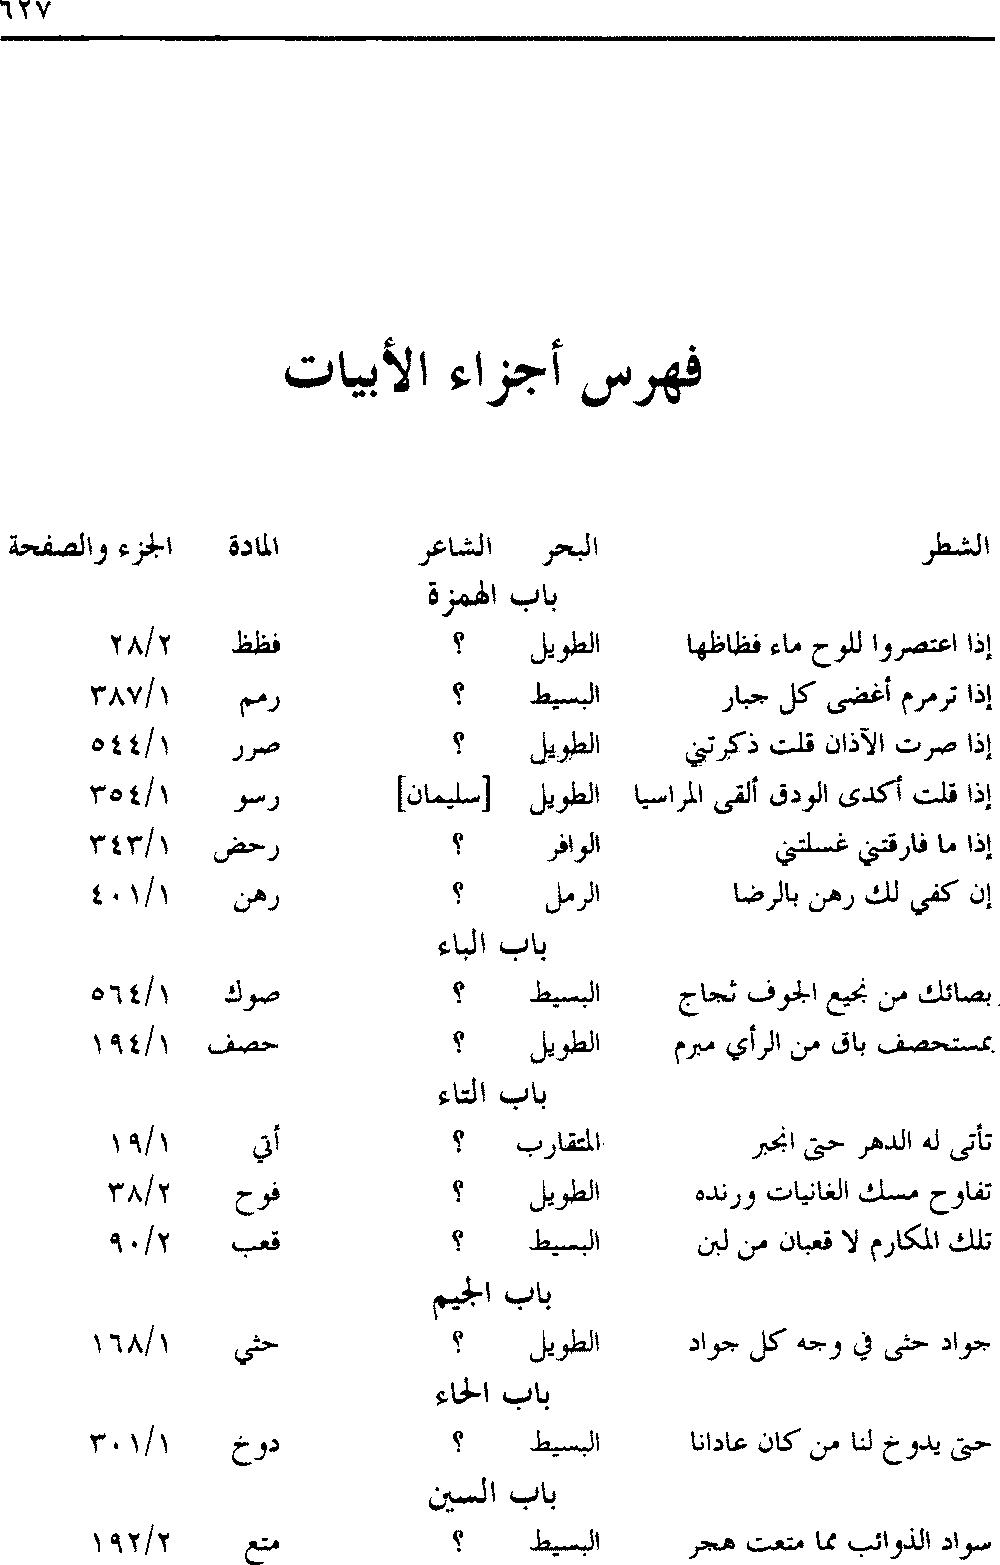 ٦٢٧
فهرس أجزاء الأبيات
الشطر البحر الشاعر المادة الجزء والصفحة
باب الهمزة
إذا اعتصروا للوح ماء فظاظها الطويل ؟ فظظ ٢٨/٢
إذا ترمرم أغضى كل جبار البسيط ؟ رمم ٣٨٧/١
إذا صرت الآذان قلت ذكرتني الطويل ؟ صرر ٥٤٤/١
إذا قلت أكدى الودق ألقى المراسيا الطويل [سليمان] رسو ٣٥٤/١
إذا ما فارقتني غسلتني الوافر ؟ رحض ٣٤٣/١
إن كفي لك رهن بالرضا الرمل ؟ رهن ٤٠١/١
باب الباء
بصائك من نجيع الجوف ثجاج البسيط ؟ صوك ٥٦٤/١
بمستحصف باق من الرأي مبرم الطويل ؟ حصف ١٩٤/١
باب التاء
تأتى له الدهر حتى انجبر المتقارب ؟ أتي ١٩/١
تفاوح مسك الغانيات ورنده الطويل ؟ فوح ٣٨/٢
تلك المكارم لا قعبان من لبن البسيط ؟ قعب ٩٠/٢
باب الجيم
جواد حثى في وجه كل جواد الطويل ؟ حثي ١٦٨/١
باب الحاء
حتى يدوخ لنا من كان عادانا البسيط ؟ دوخ ٣٠١/١
باب السين
سواد الذوائب مما متعت هجر البسيط ؟ متع ١٩٢/٢